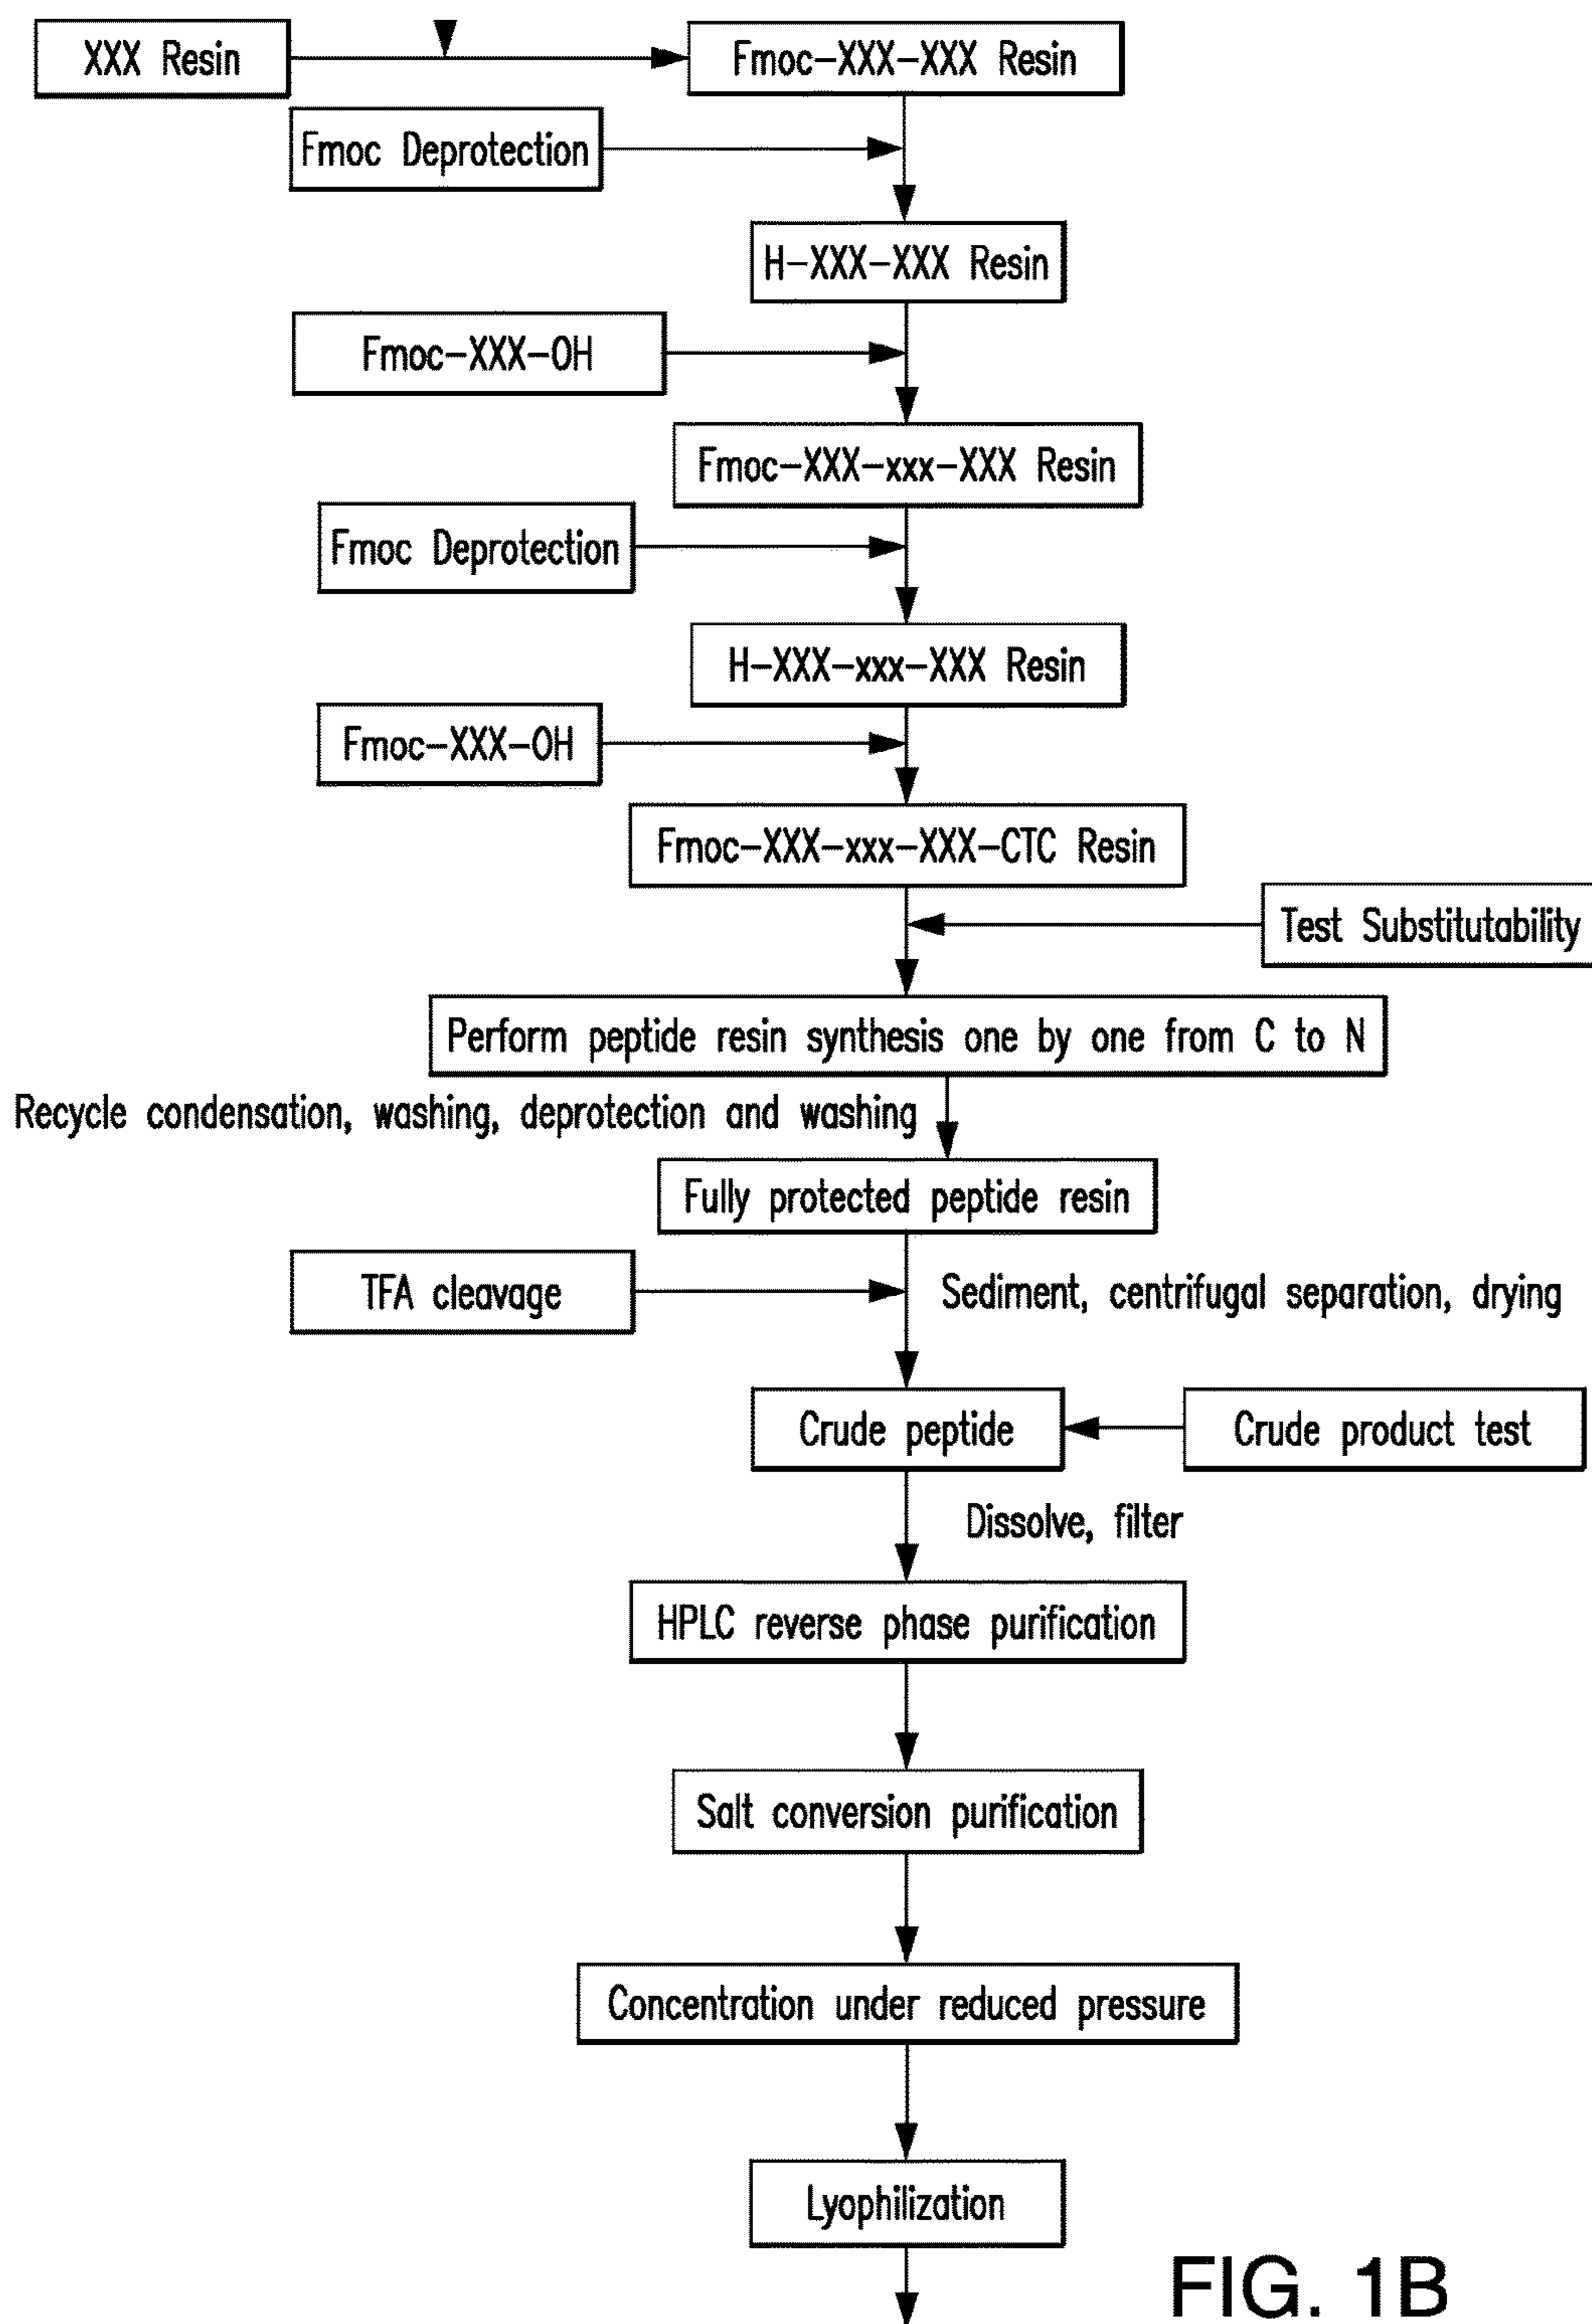 XXX Resin
Fmoc-XXX-XXX Resin
Fmoc Deprotection
H-XXX-XXX Resin
Fmoc-XXX-OH
Fmoc-XXX-xxx-XXX Resin
Fmoc Deprotection
H-XXX-xxx-XXX Resin
Fmoc-XXX-OH
Fmoc-XXX-xxx-XXX-CTC Resin
Test Substitutability
Perform peptide resin synthesis one by one from C to N
Recycle condensation, washing, deprotection and washing
Fully protected peptide resin
TFA cleavage
Sediment, centrifugal separation, drying
Crude peptide
Crude product test
Dissolve, filter
HPLC reverse phase purification
Salt conversion purification
Concentration under reduced pressure
Lyophilization
FIG. 1B